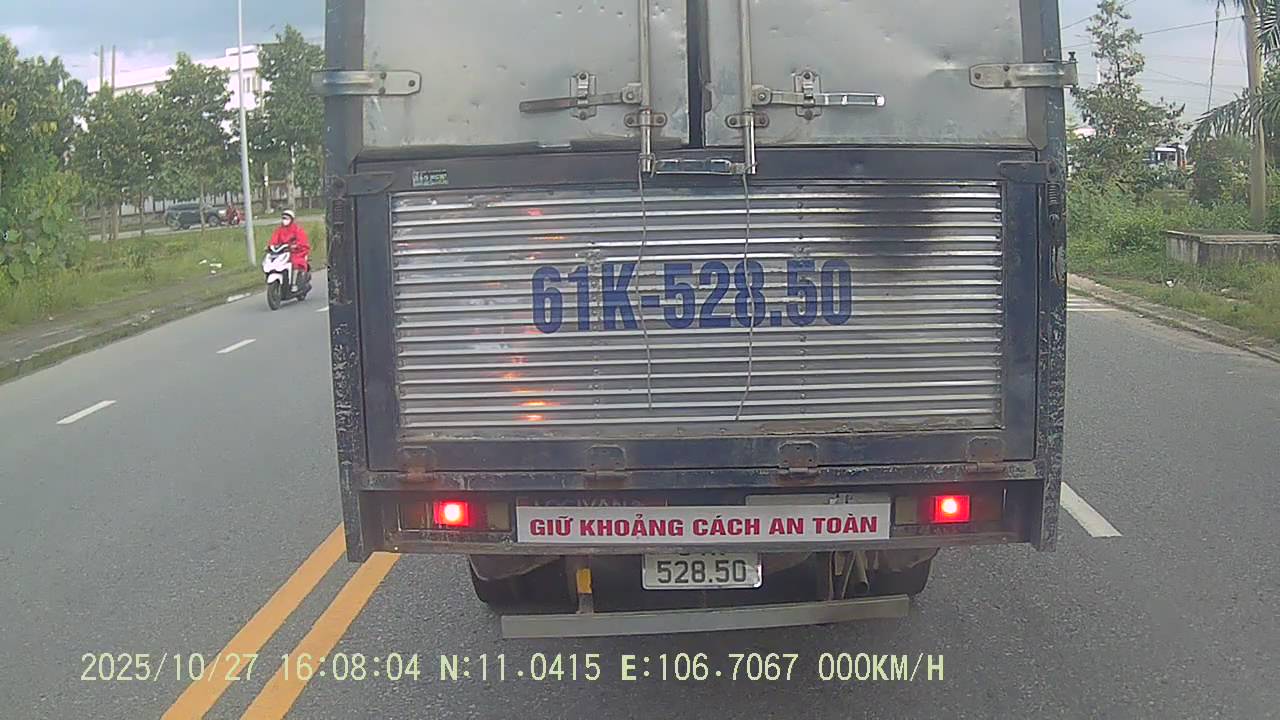 61K-528.50
GIỮ KHOẢNG CÁCH AN TOÀN
528.50
2025/10/27 16:08:04 N:11.0415 E:106.7067 000KM/H